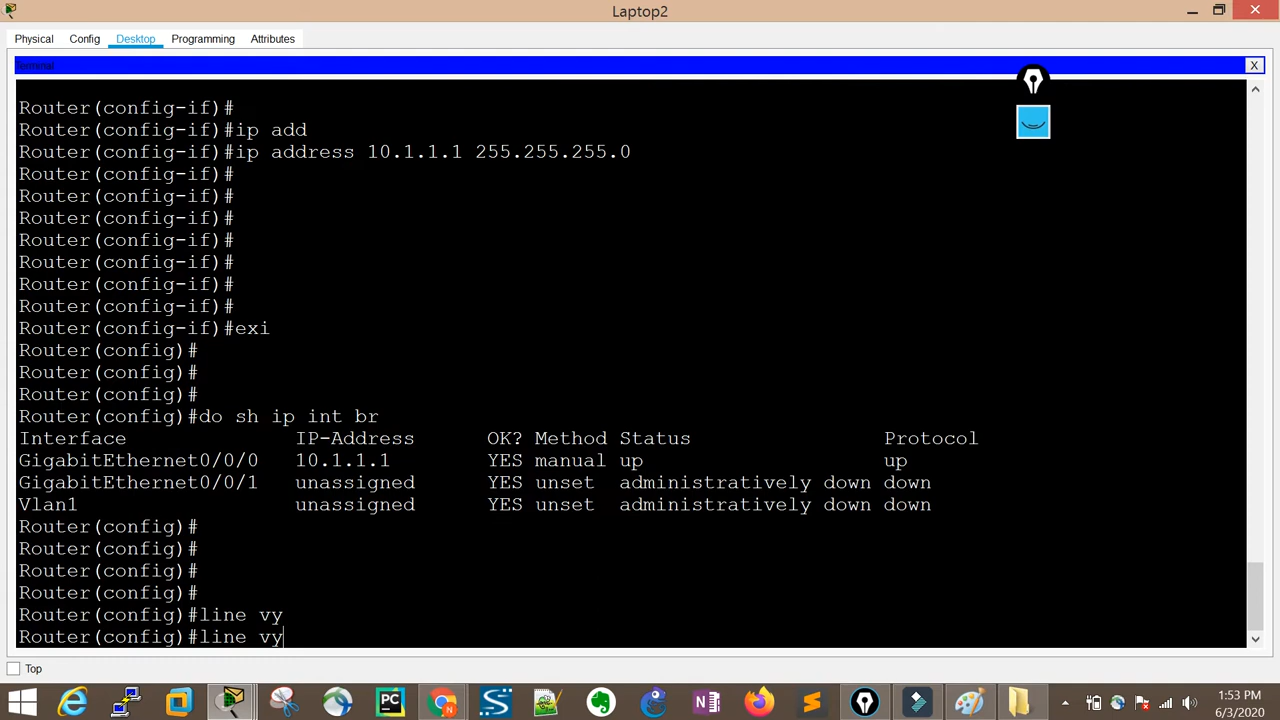 Laptop2
Physical Config Desktop Programming Attributes
Terminal
X
Router(config-if)#
Router(config-if)#ip add
Router(config-if)#ip address 10.1.1.1 255.255.255.0
Router(config-if)#
Router(config-if)#
Router(config-if)#
Router(config-if)#
Router(config-if)#
Router(config-if)#
Router(config-if)#
Router(config-if)#exi
Router(config)#
Router(config)#
Router(config)#
Router(config)#do sh ip int br
Interface IP-Address OK? Method Status Protocol
GigabitEthernet0/0/0 10.1.1.1 YES manual up up
GigabitEthernet0/0/1 unassigned YES unset administratively down down
Vlan1 unassigned YES unset administratively down down
Router(config)#
Router(config)#
Router(config)#
Router(config)#
Router(config)#line vy
Router(config)#line vy
Top
PC
N
N
S
1:53 PM
6/3/2020